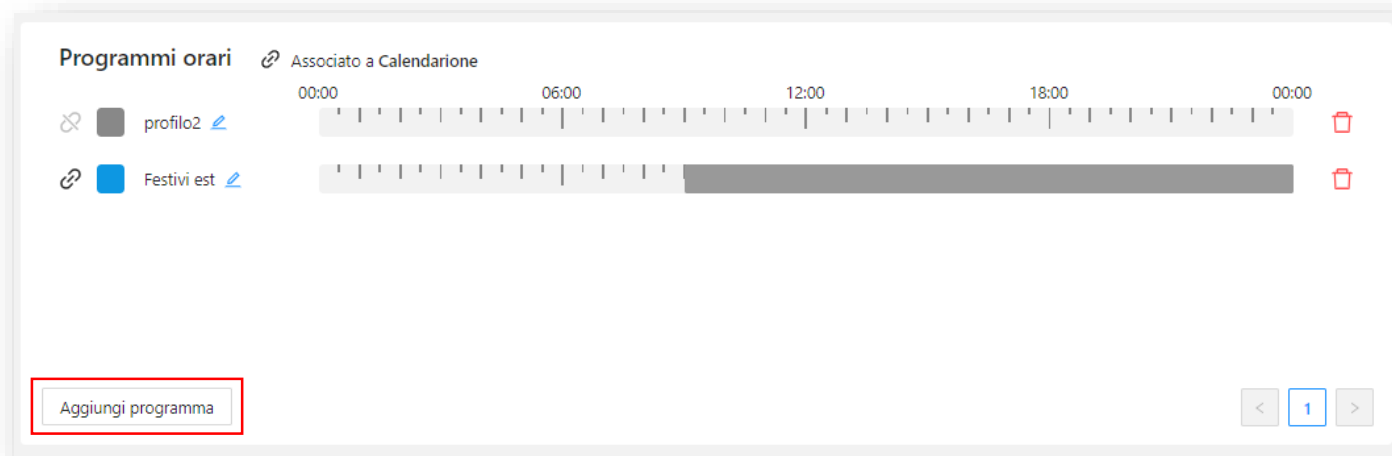 Programmi orari Associato a Calendarione
00:00 06:00 12:00 18:00 00:00
profilo2
Festivi est
Aggiungi programma
< 1 >